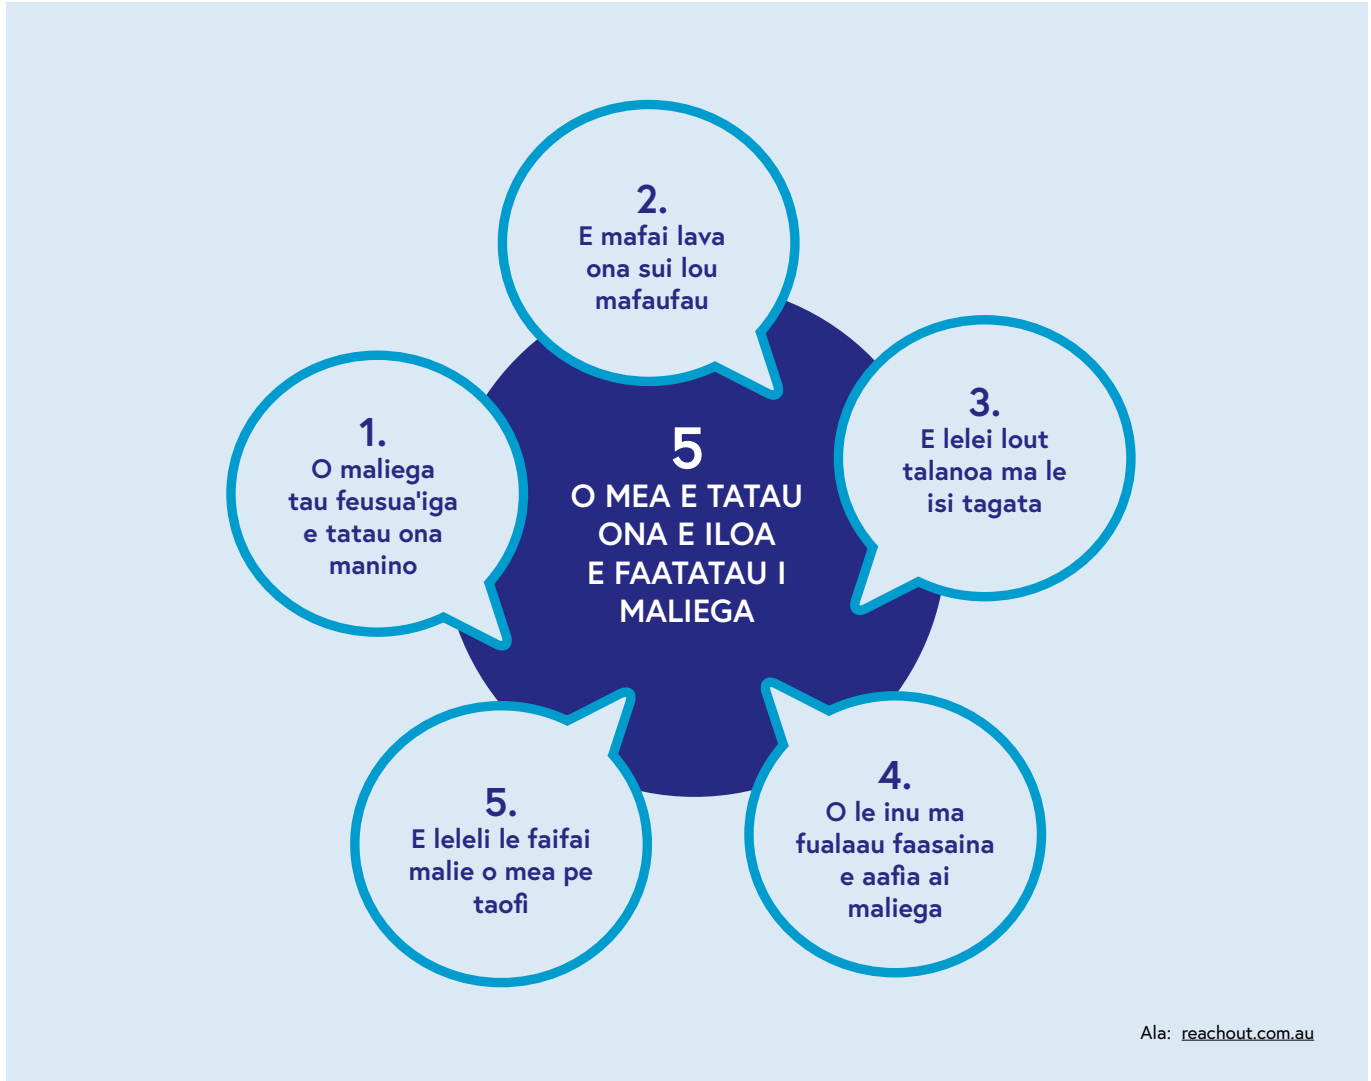 5
O MEA E TATAU
ONA E ILOA
E FAATATAU I
MALIEGA
1.
O maliega
tau feusua'iga
e tatau ona
manino
2.
E mafai lava
ona sui lou
mafaufau
3.
E lelei lout
talanoa ma le
isi tagata
4.
O le inu ma
fualaau faasaina
e aafia ai
maliega
5.
E leleli le faifai
malie o mea pe
taofi
Ala: reachout.com.au